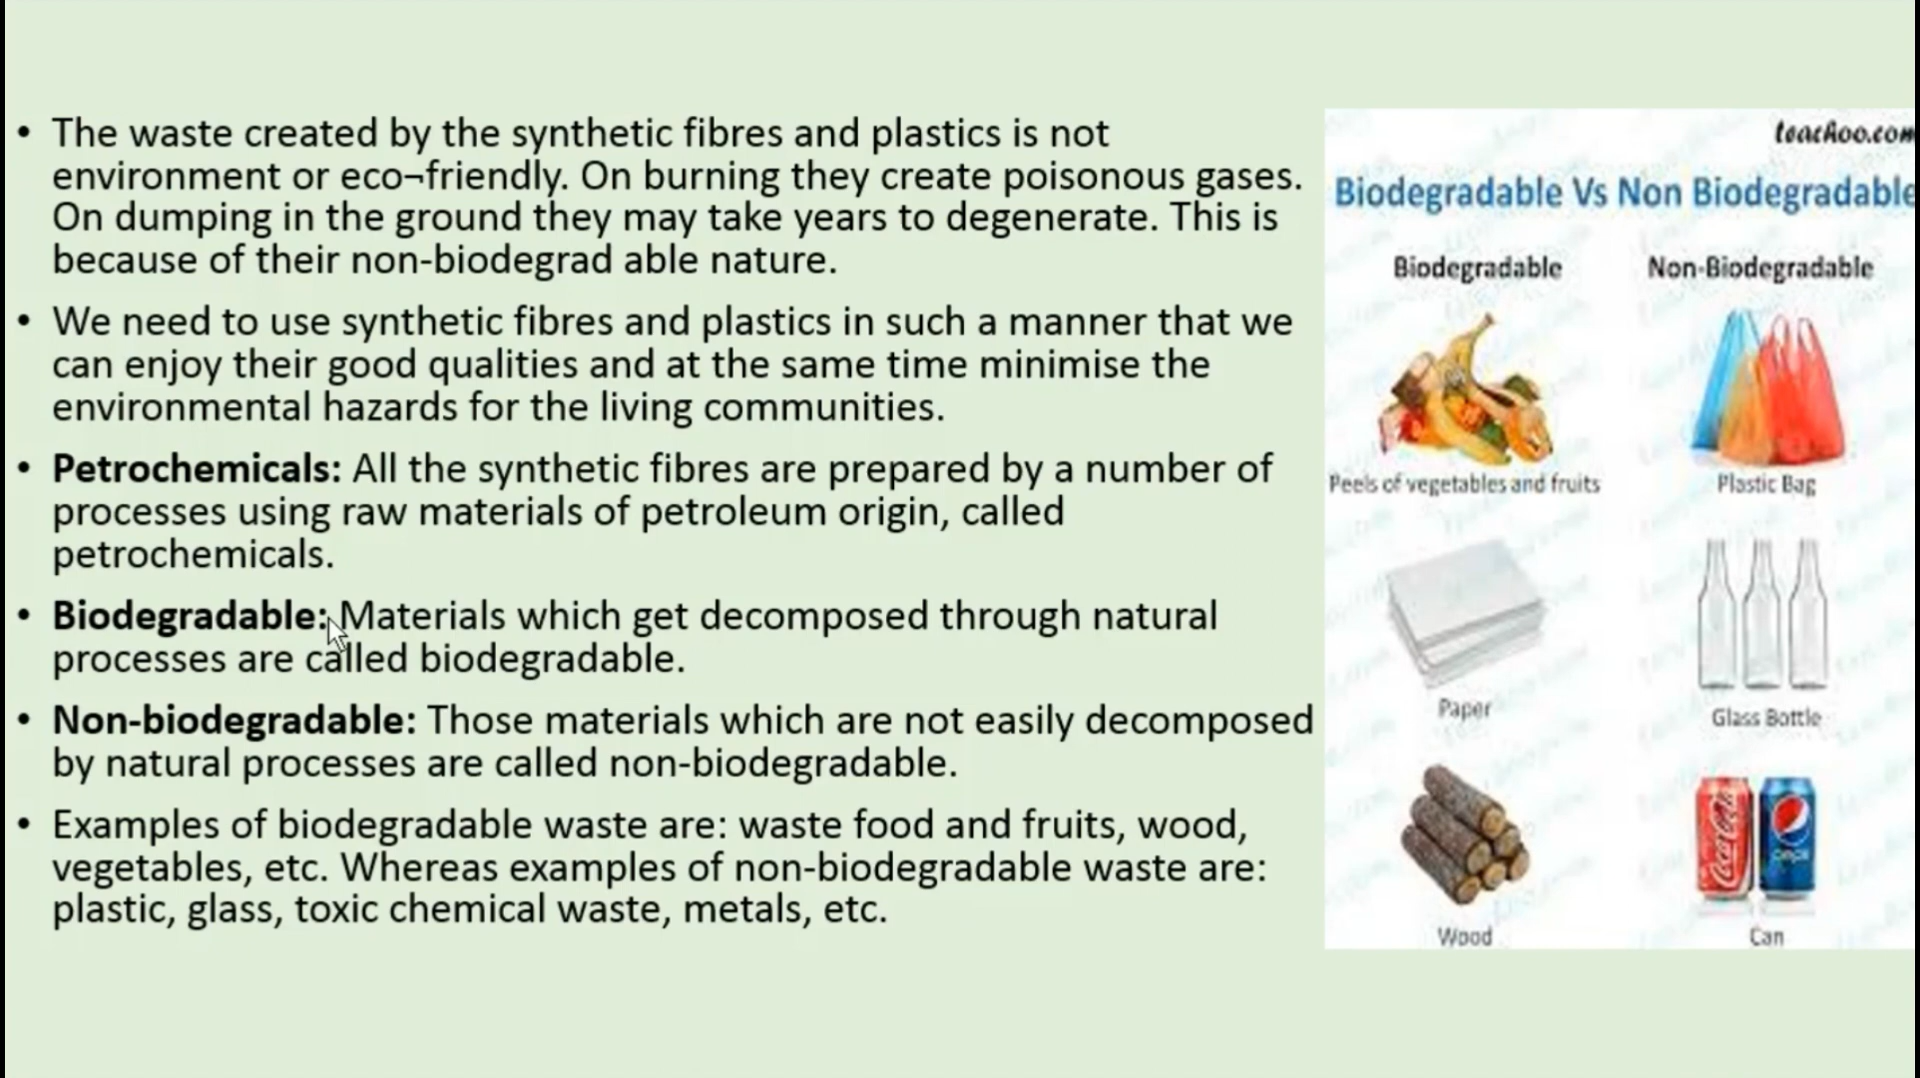 • The waste created by the synthetic fibres and plastics is not
environment or eco¬friendly. On burning they create poisonous gases.
On dumping in the ground they may take years to degenerate. This is
because of their non-biodegrad able nature.
• We need to use synthetic fibres and plastics in such a manner that we
can enjoy their good qualities and at the same time minimise the
environmental hazards for the living communities.
• Petrochemicals: All the synthetic fibres are prepared by a number of
processes using raw materials of petroleum origin, called
petrochemicals.
• Biodegradable: Materials which get decomposed through natural
processes are called biodegradable.
• Non-biodegradable: Those materials which are not easily decomposed
by natural processes are called non-biodegradable.
• Examples of biodegradable waste are: waste food and fruits, wood,
vegetables, etc. Whereas examples of non-biodegradable waste are:
plastic, glass, toxic chemical waste, metals, etc.
teachoo.com
Biodegradable Vs Non Biodegradable
Biodegradable Non-Biodegradable
Peels of vegetables and fruits Plastic Bag
Paper Glass Bottle
Coca-Cola pepsi
Wood Can